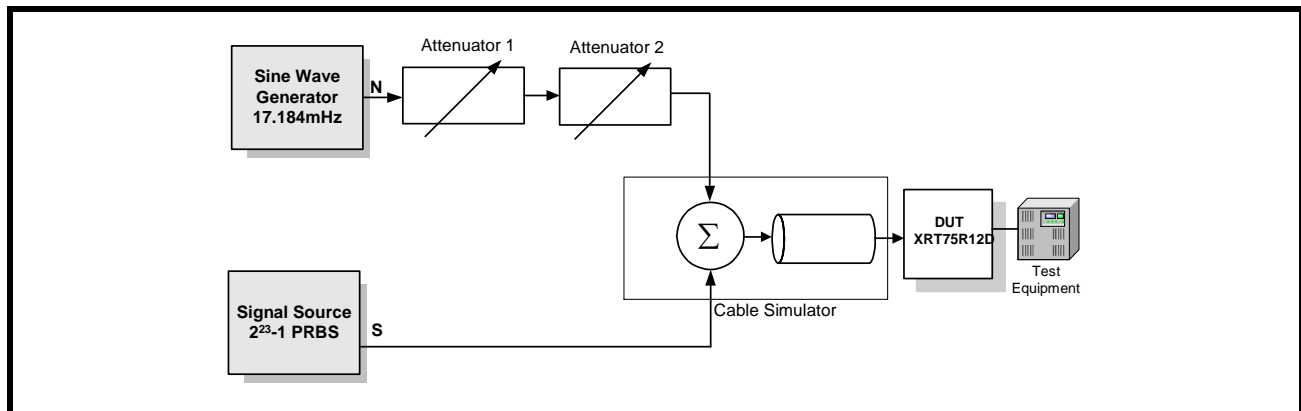 Attenuator 1
Attenuator 2
Sine Wave
Generator
17.184mHz
N
Σ
DUT
XRT75R12D
Test
Equipment
Cable Simulator
Signal Source
2²³-1 PRBS
S